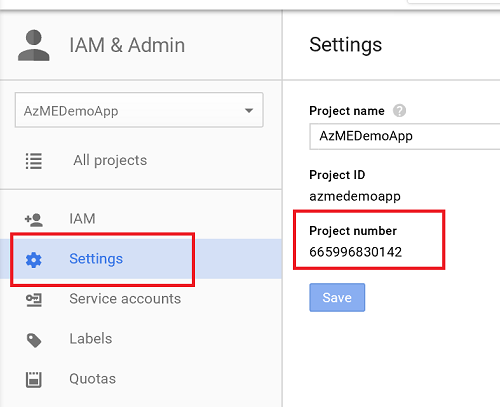 IAM & Admin
AzMEDemoApp
All projects
IAM
Settings
Service accounts
Labels
Quotas
Settings
Project name ?
AzMEDemoApp
Project ID
azmedemoapp
Project number
665996830142
Save